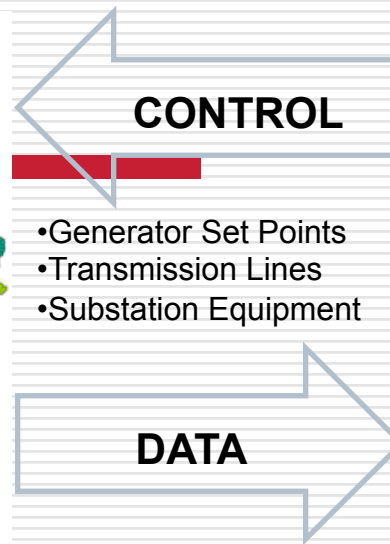 CONTROL
•Generator Set Points
•Transmission Lines
•Substation Equipment
DATA